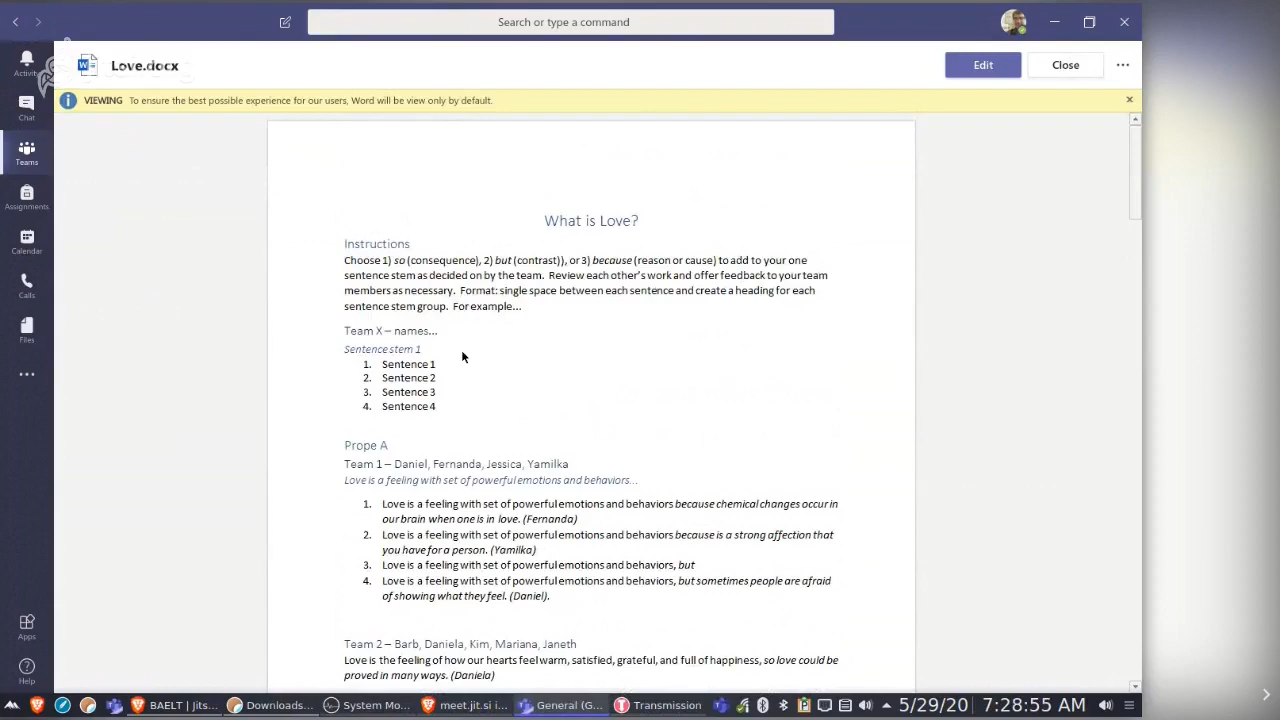 Search or type a command
Activity
Chat
Teams
Assignments
Calendar
Calls
Files
Apps
Help
Love.docx
Edit
Close
VIEWING To ensure the best possible experience for our users, Word will be view only by default.
What is Love?
Instructions
Choose 1) so (consequence), 2) but (contrast)), or 3) because (reason or cause) to add to your one
sentence stem as decided on by the team. Review each other's work and offer feedback to your team
members as necessary. Format: single space between each sentence and create a heading for each
sentence stem group. For example...
Team X – names...
Sentence stem 1
1. Sentence 1
2. Sentence 2
3. Sentence 3
4. Sentence 4
Prope A
Team 1 – Daniel, Fernanda, Jessica, Yamilka
Love is a feeling with set of powerful emotions and behaviors...
1. Love is a feeling with set of powerful emotions and behaviors because chemical changes occur in
our brain when one is in love. (Fernanda)
2. Love is a feeling with set of powerful emotions and behaviors because is a strong affection that
you have for a person. (Yamilka)
3. Love is a feeling with set of powerful emotions and behaviors, but
4. Love is a feeling with set of powerful emotions and behaviors, but sometimes people are afraid
of showing what they feel. (Daniel).
Team 2 – Barb, Daniela, Kim, Mariana, Janeth
Love is the feeling of how our hearts feel warm, satisfied, grateful, and full of happiness, so love could be
proved in many ways. (Daniela)
BAELT | Jits... Downloads... System Mo... meet.jit.si i... General (G... Transmission 5/29/20 7:28:55 AM